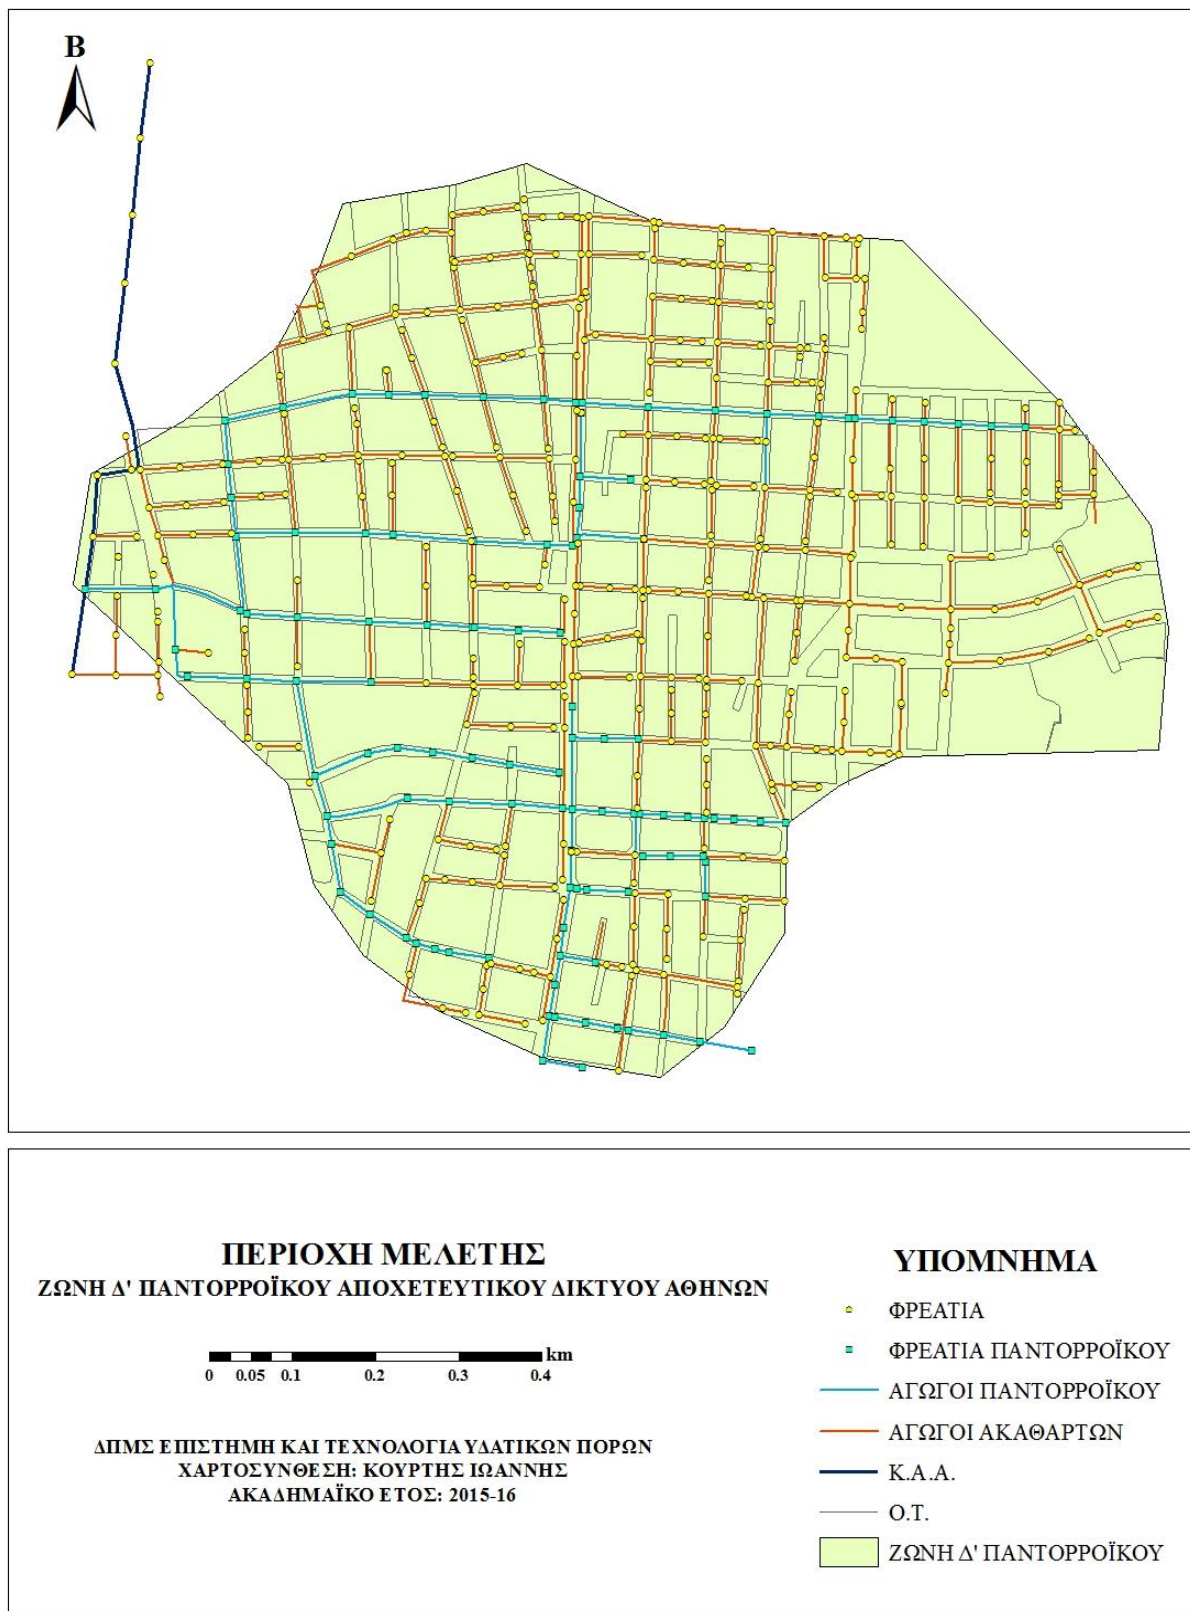 Β
ΠΕΡΙΟΧΗ ΜΕΛΕΤΗΣ
ΖΩΝΗ Δ' ΠΑΝΤΟΡΡΟΪΚΟΥ ΑΠΟΧΕΤΕΥΤΙΚΟΥ ΔΙΚΤΥΟΥ ΑΘΗΝΩΝ
km
0 0.05 0.1 0.2 0.3 0.4
ΔΠΜΣ ΕΠΙΣΤΗΜΗ ΚΑΙ ΤΕΧΝΟΛΟΓΙΑ ΥΔΑΤΙΚΩΝ ΠΟΡΩΝ
ΧΑΡΤΟΣΥΝΘΕΣΗ: ΚΟΥΡΤΗΣ ΙΩΑΝΝΗΣ
ΑΚΑΔΗΜΑΪΚΟ ΕΤΟΣ: 2015-16
ΥΠΟΜΝΗΜΑ
ΦΡΕΑΤΙΑ
ΦΡΕΑΤΙΑ ΠΑΝΤΟΡΡΟΪΚΟΥ
ΑΓΩΓΟΙ ΠΑΝΤΟΡΡΟΪΚΟΥ
ΑΓΩΓΟΙ ΑΚΑΘΑΡΤΩΝ
Κ.Α.Α.
Ο.Τ.
ΖΩΝΗ Δ' ΠΑΝΤΟΡΡΟΪΚΟΥ